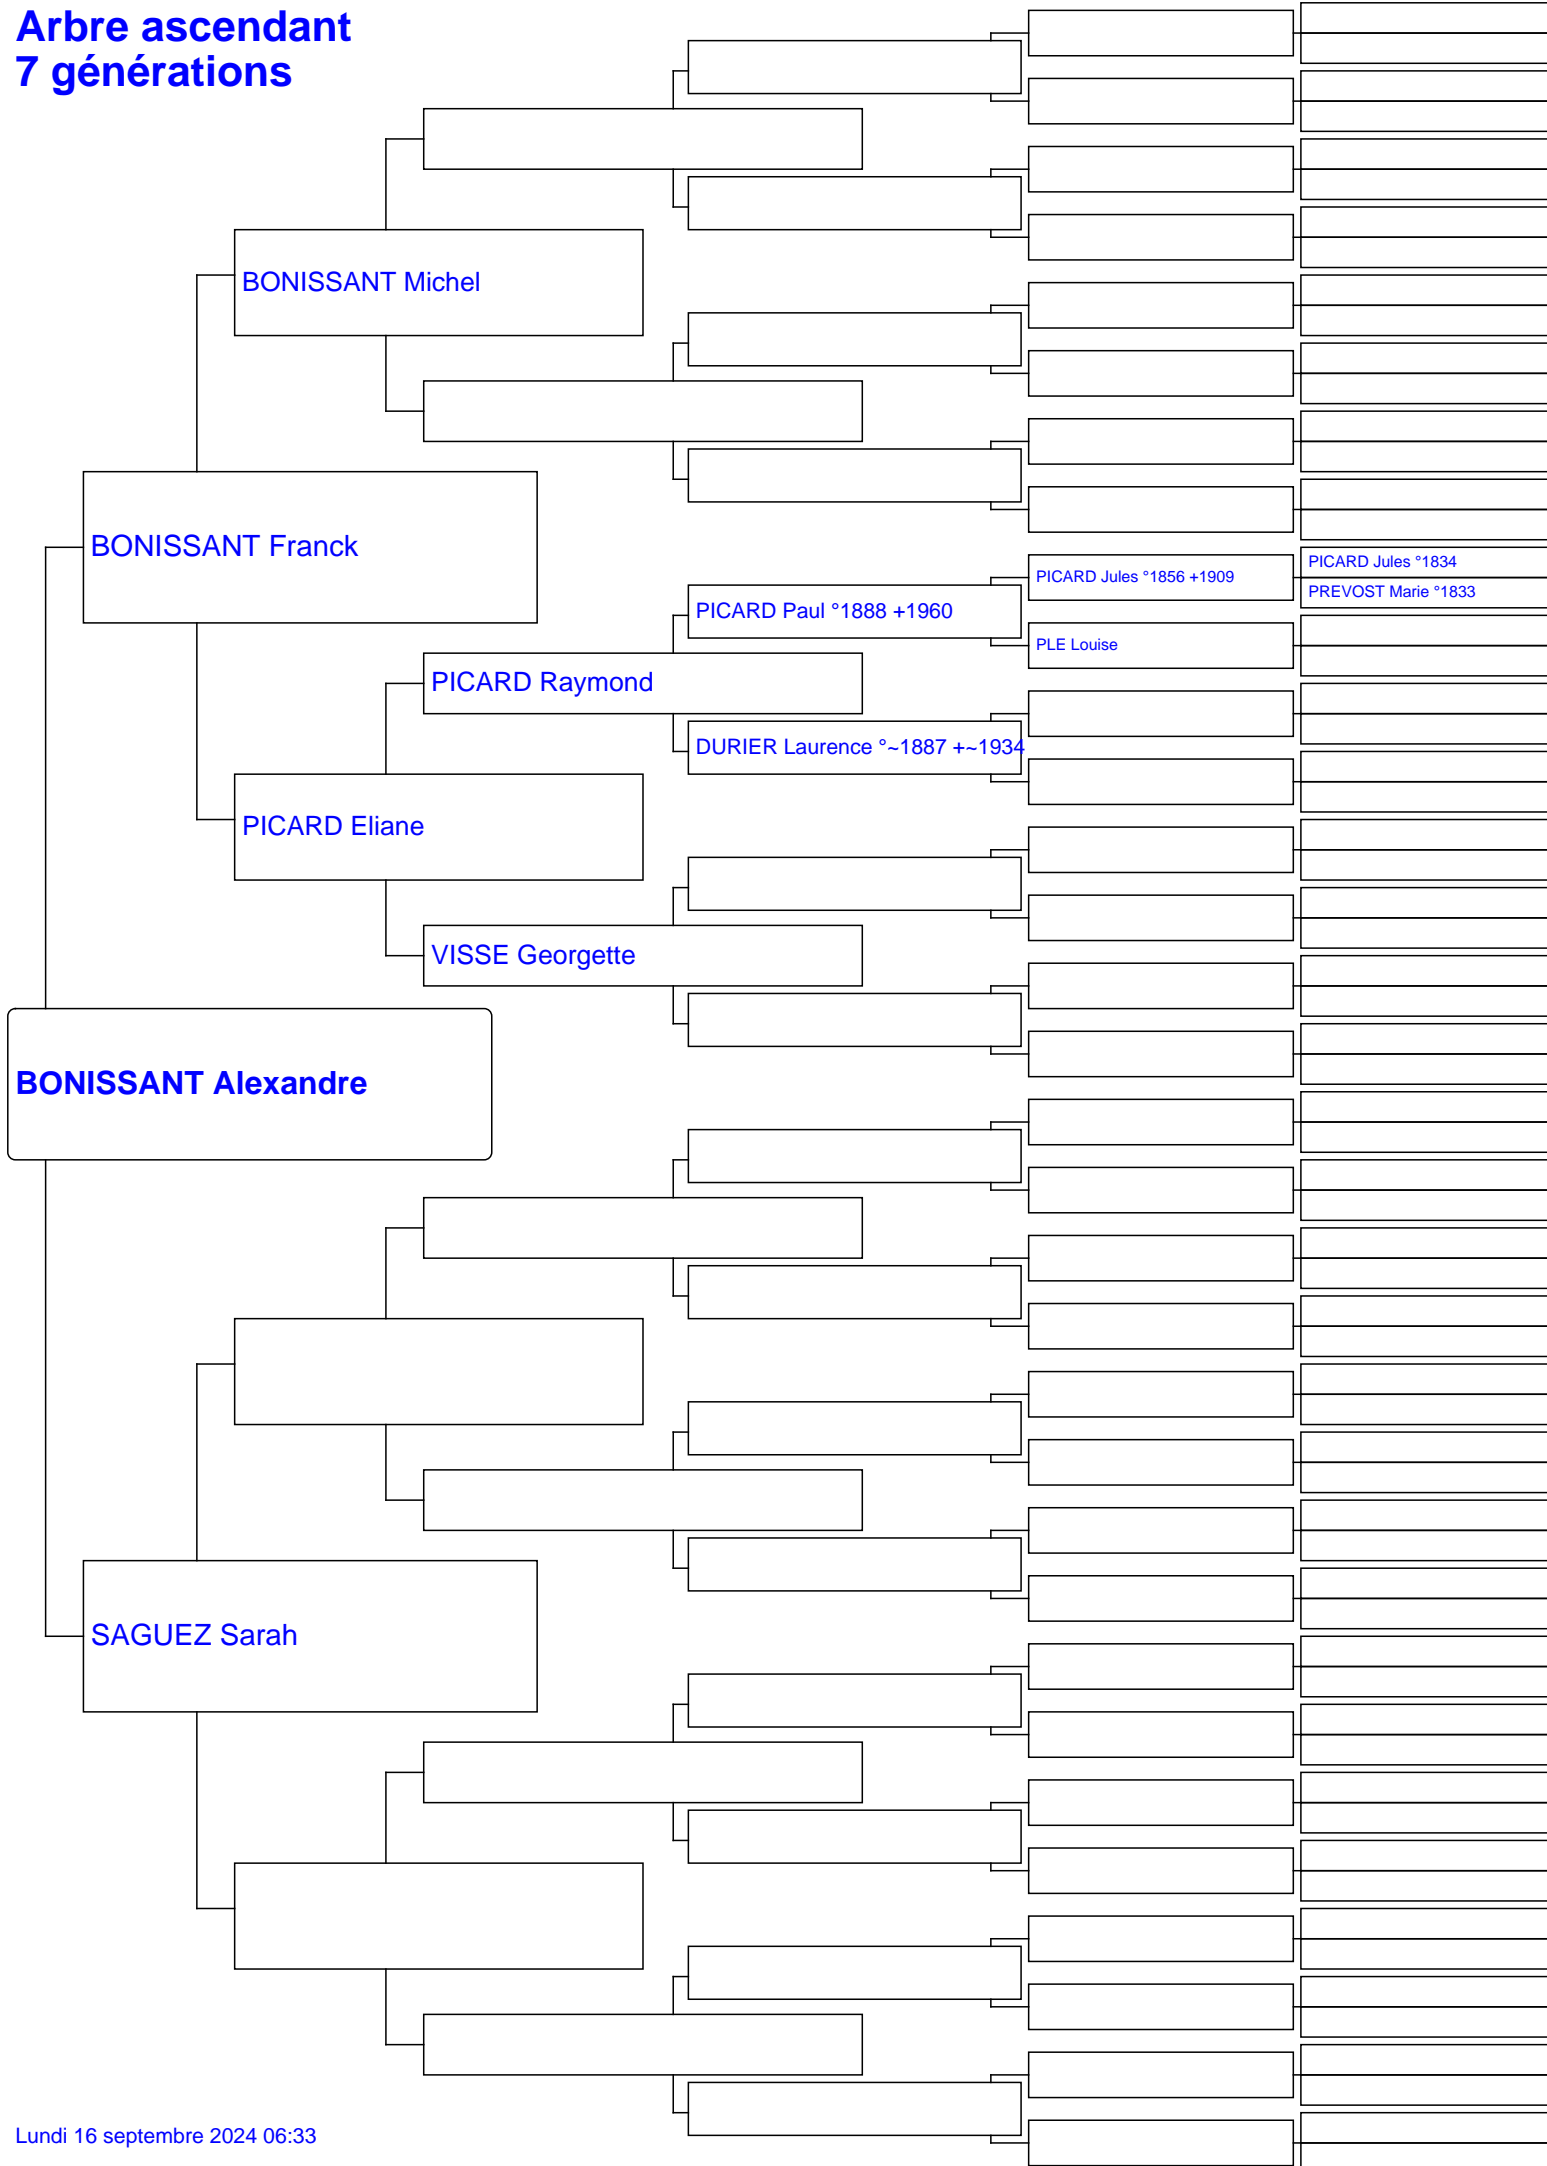 Arbre ascendant
7 générations
BONISSANT Michel
BONISSANT Franck
PICARD Jules °1834
PICARD Jules °1856 +1909
PREVOST Marie °1833
PICARD Paul °1888 +1960
PLE Louise
PICARD Raymond
DURIER Laurence °~1887 +~1934
PICARD Eliane
VISSE Georgette
BONISSANT Alexandre
SAGUEZ Sarah
Lundi 16 septembre 2024 06:33